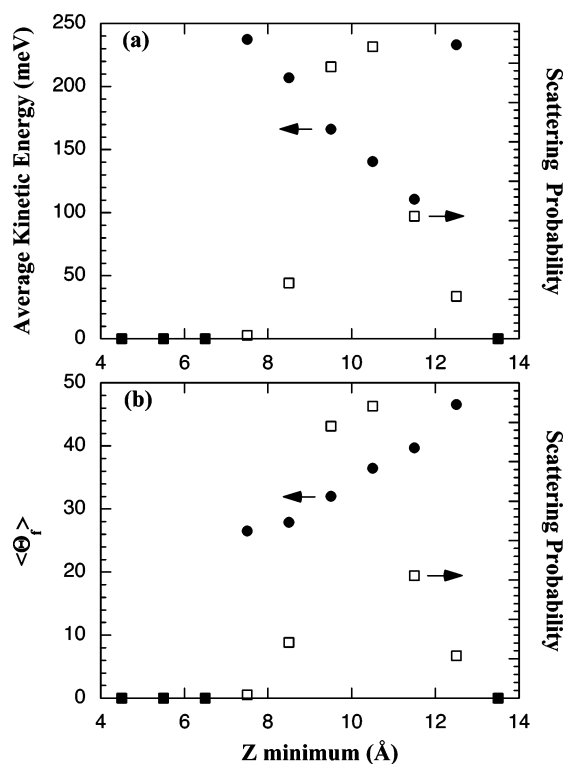 (a)
Average Kinetic Energy (meV)
250
200
150
100
50
0
Scattering Probability
4 6 8 10 12 14
(b)
<Θf>
50
40
30
20
10
0
Scattering Probability
4 6 8 10 12 14
Z minimum (Å)